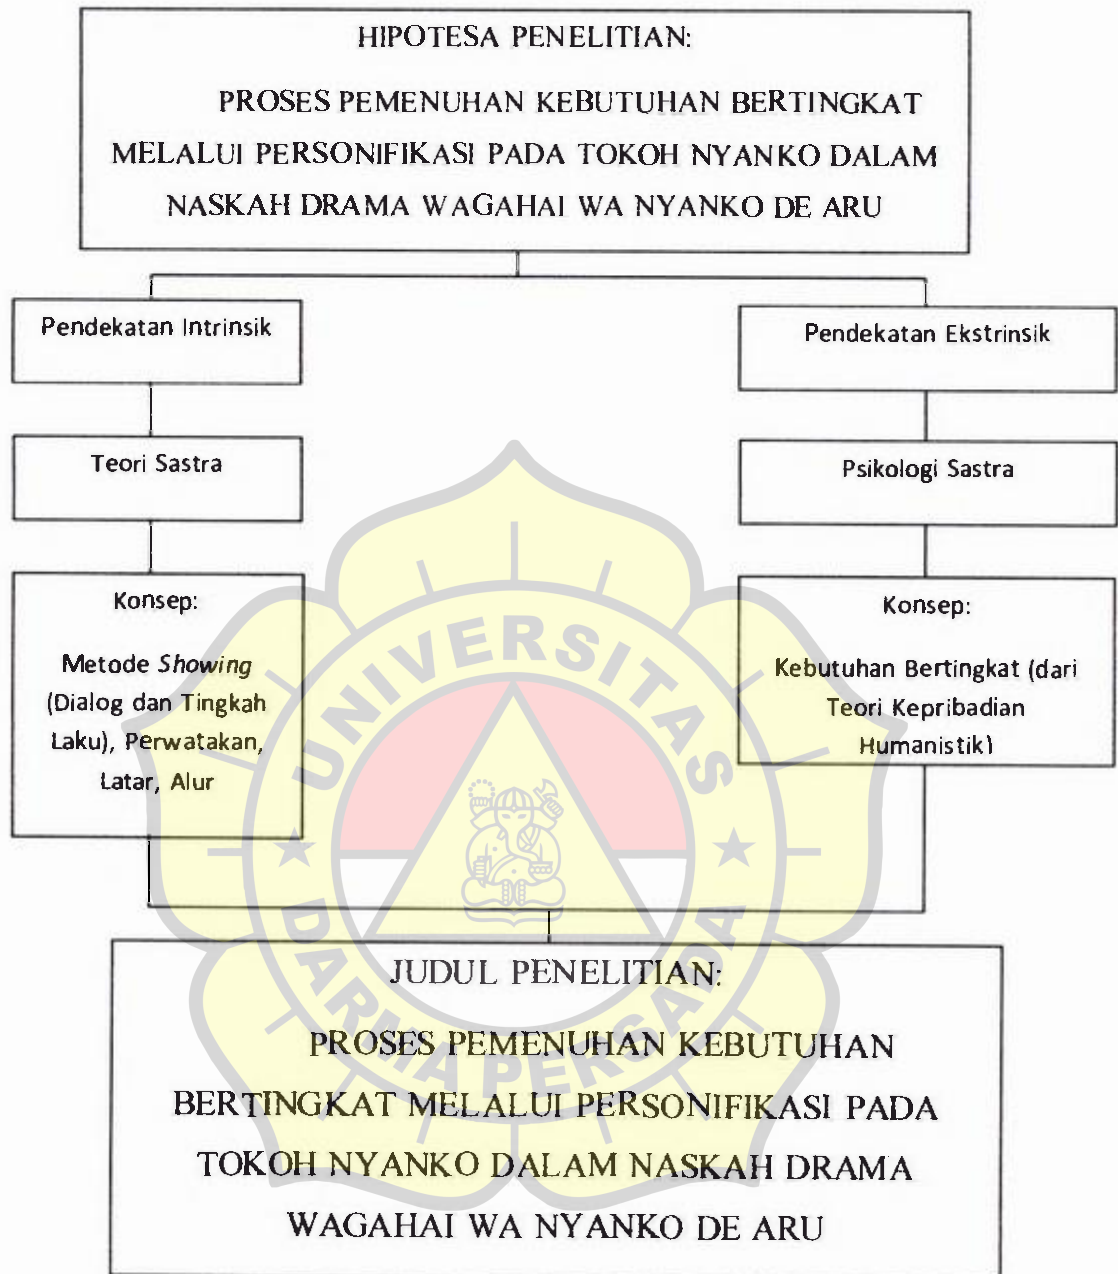 HIPOTESA PENELITIAN:
PROSES PEMENUHAN KEBUTUHAN BERTINGKAT
MELALUI PERSONIFIKASI PADA TOKOH NYANKO DALAM
NASKAH DRAMA WAGAHAI WA NYANKO DE ARU
Pendekatan Intrinsik
Pendekatan Ekstrinsik
Teori Sastra
Psikologi Sastra
Konsep:
Metode Showing
(Dialog dan Tingkah
Laku), Perwatakan,
Latar, Alur
Konsep:
Kebutuhan Bertingkat (dari
Teori Kepribadian
Humanistik)
UNIVERSITAS
DARMA PERSADA
JUDUL PENELITIAN:
PROSES PEMENUHAN KEBUTUHAN
BERTINGKAT MELALUI PERSONIFIKASI PADA
TOKOH NYANKO DALAM NASKAH DRAMA
WAGAHAI WA NYANKO DE ARU